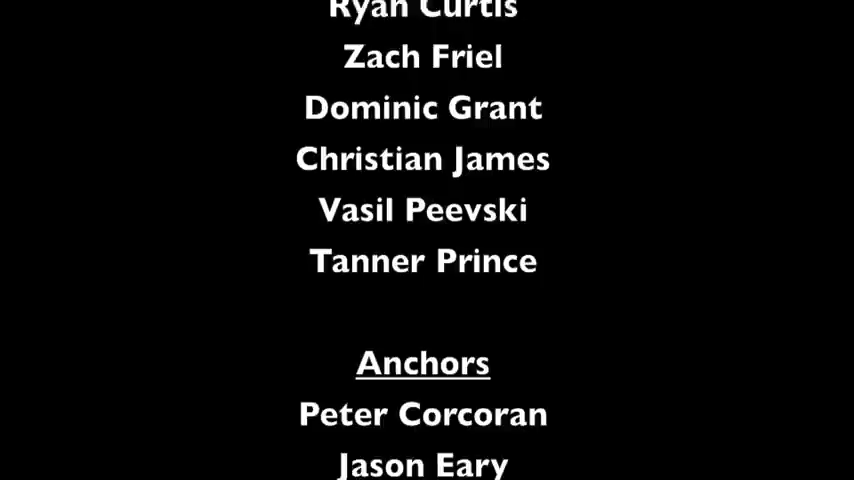 Ryan Curtis
Zach Friel
Dominic Grant
Christian James
Vasil Peevski
Tanner Prince
Anchors
Peter Corcoran
Jason Eary